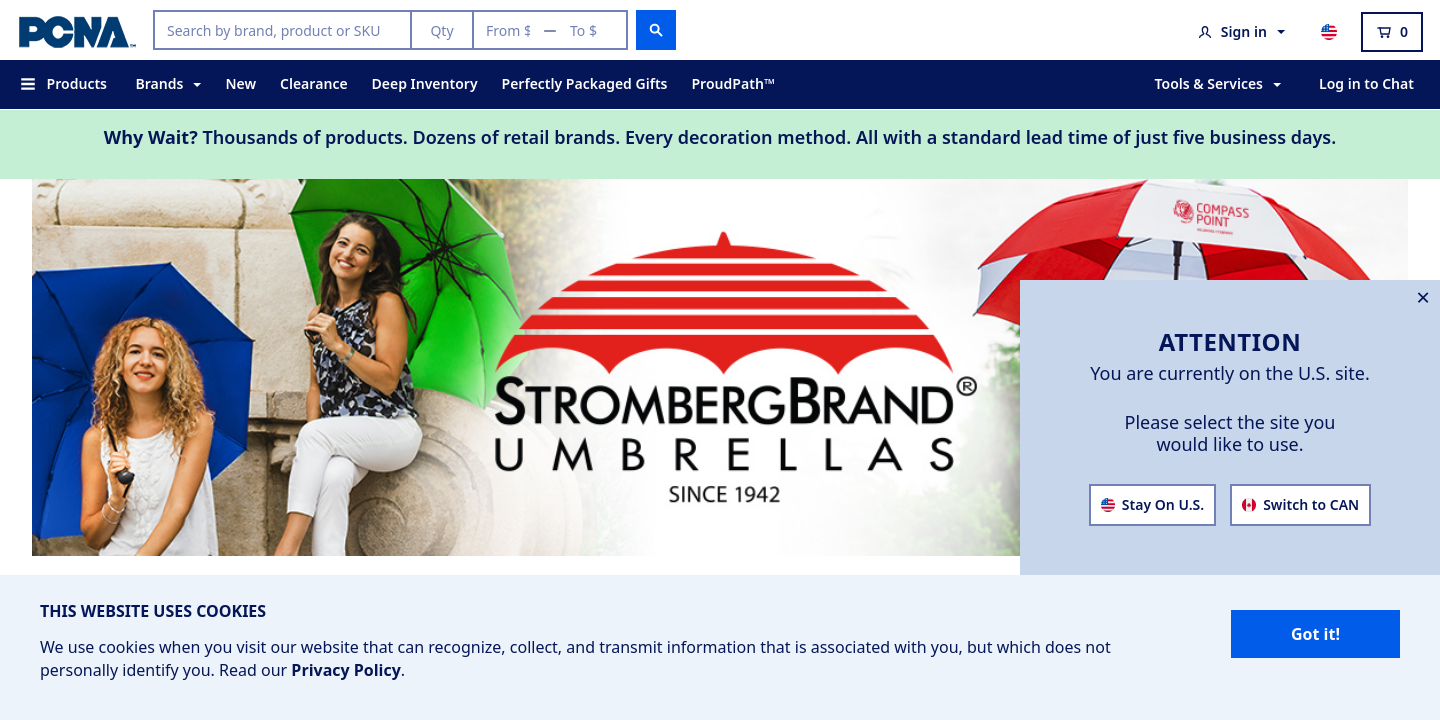 PCNA™
Search by brand, product or SKU
Qty
From $
To $
Sign in
0
Products
Brands
New
Clearance
Deep Inventory
Perfectly Packaged Gifts
ProudPath™
Tools & Services
Log in to Chat
Why Wait? Thousands of products. Dozens of retail brands. Every decoration method. All with a standard lead time of just five business days.
COMPASS
POINT
STROMBERGBRAND®
UMBRELLAS
SINCE 1942
ATTENTION
You are currently on the U.S. site.
Please select the site you
would like to use.
Stay On U.S.
Switch to CAN
THIS WEBSITE USES COOKIES
We use cookies when you visit our website that can recognize, collect, and transmit information that is associated with you, but which does not
personally identify you. Read our Privacy Policy.
Got it!